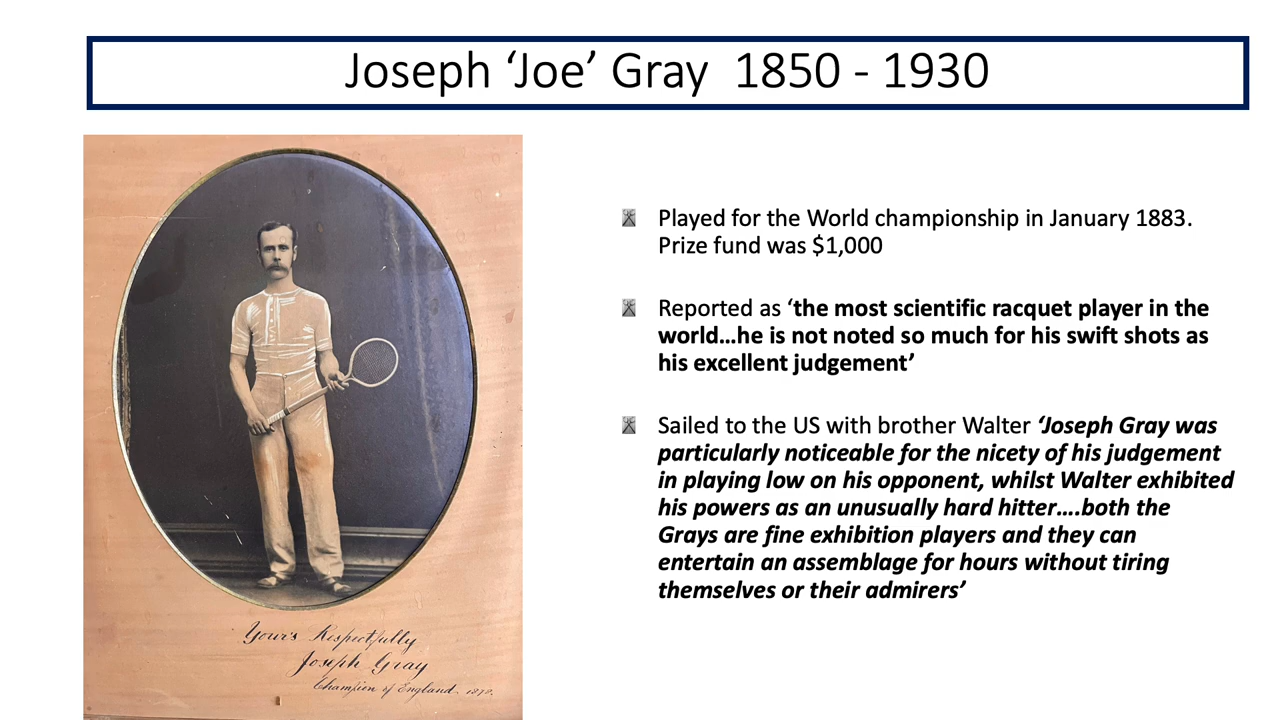 Joseph ‘Joe’ Gray 1850 - 1930
Played for the World championship in January 1883.
Prize fund was $1,000
Reported as ‘the most scientific racquet player in the
world…he is not noted so much for his swift shots as
his excellent judgement’
Sailed to the US with brother Walter ‘Joseph Gray was
particularly noticeable for the nicety of his judgement
in playing low on his opponent, whilst Walter exhibited
his powers as an unusually hard hitter….both the
Grays are fine exhibition players and they can
entertain an assemblage for hours without tiring
themselves or their admirers’
Your's Respectfully
Joseph Gray
Champion of England